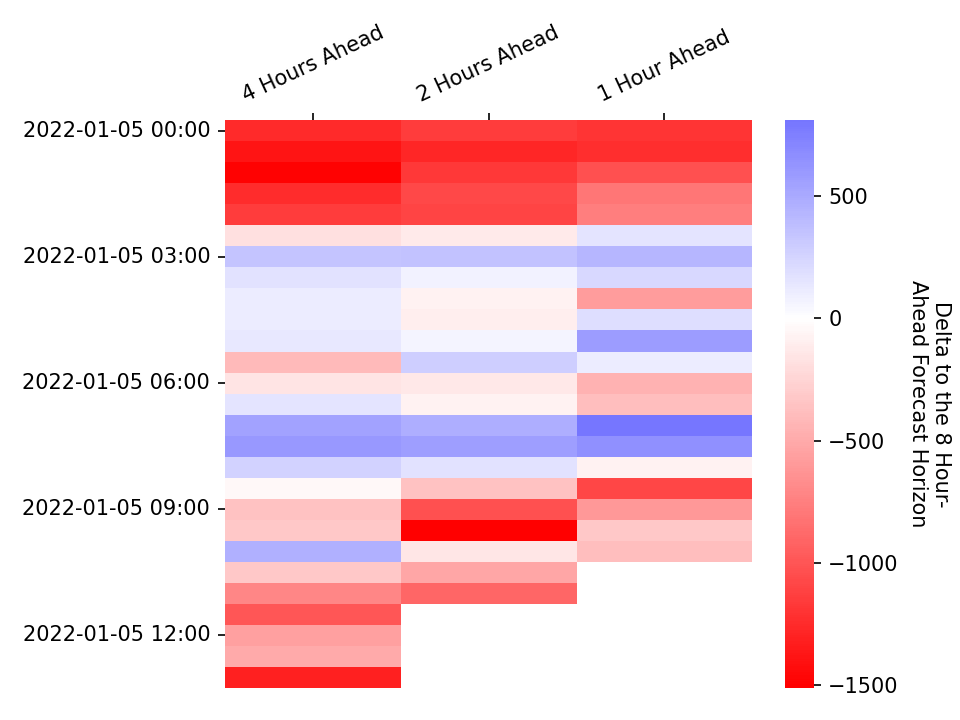 4 Hours Ahead
2 Hours Ahead
1 Hour Ahead
2022-01-05 00:00
2022-01-05 03:00
2022-01-05 06:00
2022-01-05 09:00
2022-01-05 12:00
500
0
−500
−1000
−1500
Delta to the 8 Hour-
Ahead Forecast Horizon